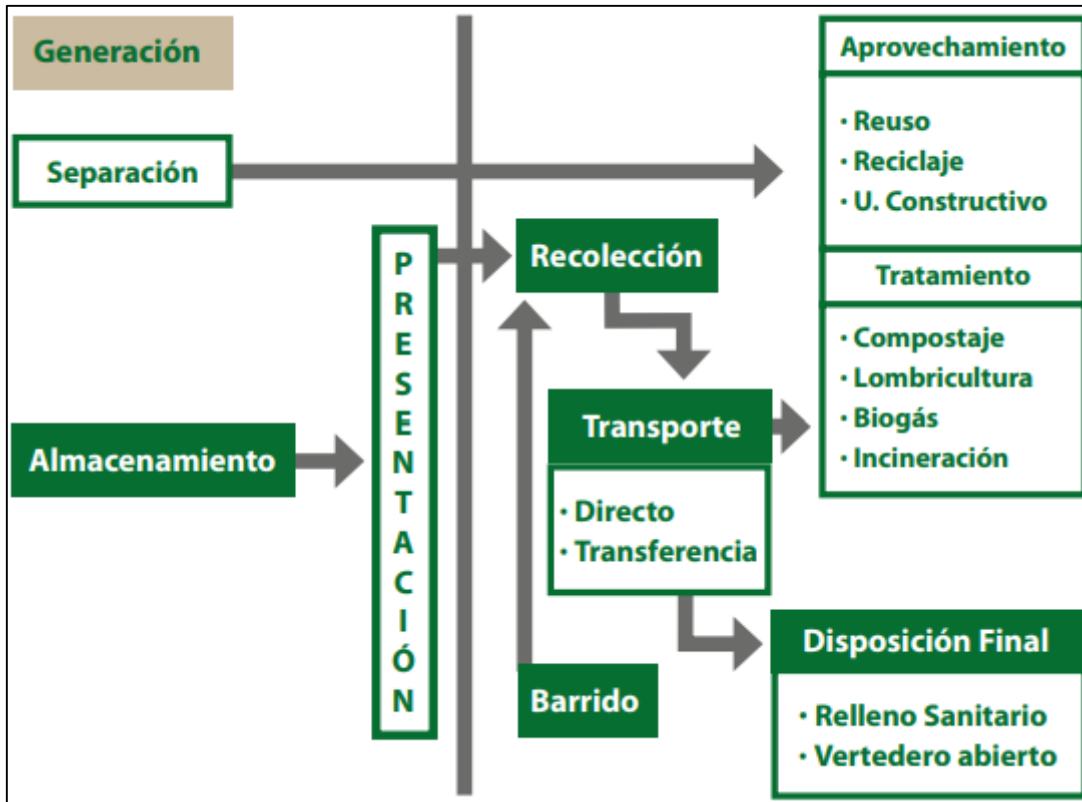 Generación
Separación
Almacenamiento
PRESENTACIÓN
Recolección
Transporte
· Directo
· Transferencia
Barrido
Aprovechamiento
· Reuso
· Reciclaje
· U. Constructivo
Tratamiento
· Compostaje
· Lombricultura
· Biogás
· Incineración
Disposición Final
· Relleno Sanitario
· Vertedero abierto